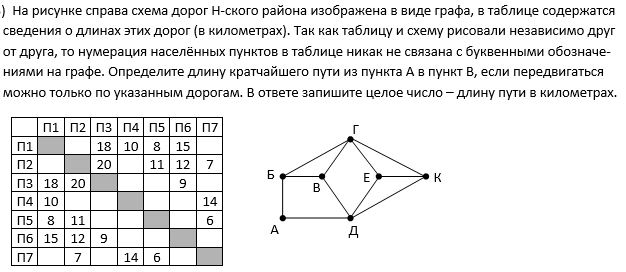 ) На рисунке справа схема дорог Н-ского района изображена в виде графа, в таблице содержатся
сведения о длинах этих дорог (в километрах). Так как таблицу и схему рисовали независимо друг
от друга, то нумерация населённых пунктов в таблице никак не связана с буквенными обозначе-
ниями на графе. Определите длину кратчайшего пути из пункта А в пункт В, если передвигаться
можно только по указанным дорогам. В ответе запишите целое число – длину пути в километрах.
П1 П2 П3 П4 П5 П6 П7
П1 18 10 8 15
П2 20 11 12 7
П3 18 20 9
П4 10 14
П5 8 11 6
П6 15 12 9
П7 7 14 6
Г
Б В Е К
А Д